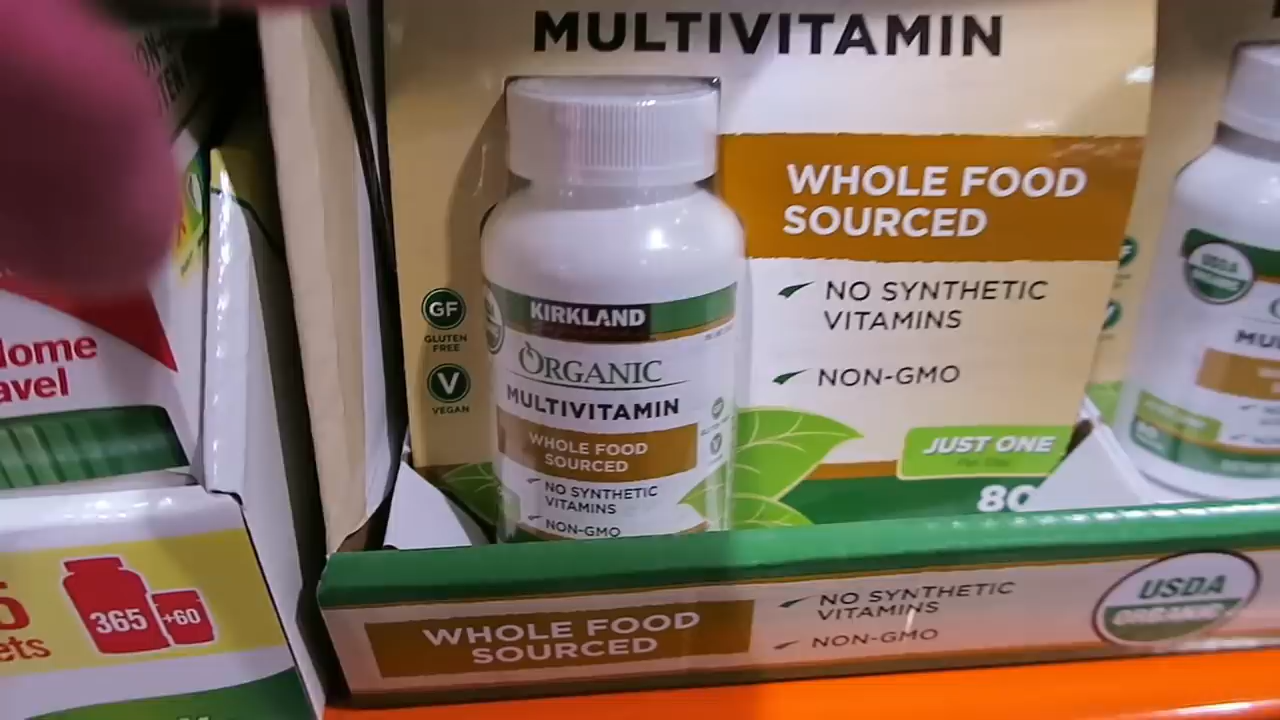 MULTIVITAMIN
WHOLE FOOD
SOURCED
NO SYNTHETIC
VITAMINS
NON-GMO
JUST ONE
80
GF
GLUTEN
FREE
V
VEGAN
KIRKLAND
ORGANIC
MULTIVITAMIN
WHOLE FOOD
SOURCED
NO SYNTHETIC
VITAMINS
NON-GMO
WHOLE FOOD
SOURCED
NO SYNTHETIC
VITAMINS
NON-GMO
USDA
ORGANIC
USDA
365
+60